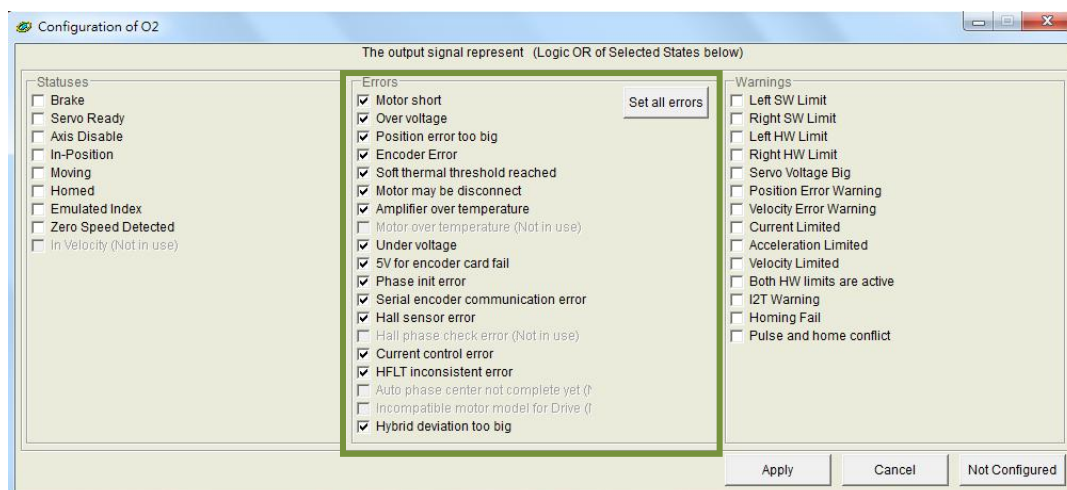 Configuration of O2
The output signal represent (Logic OR of Selected States below)
Statuses
Brake
Servo Ready
Axis Disable
In-Position
Moving
Homed
Emulated Index
Zero Speed Detected
In Velocity (Not in use)
Errors
Set all errors
Motor short
Over voltage
Position error too big
Encoder Error
Soft thermal threshold reached
Motor may be disconnect
Amplifier over temperature
Motor over temperature (Not in use)
Under voltage
5V for encoder card fail
Phase init error
Serial encoder communication error
Hall sensor error
Hall phase check error (Not in use)
Current control error
HFLT inconsistent error
Auto phase center not complete yet (
Incompatible motor model for Drive (
Hybrid deviation too big
Warnings
Left SW Limit
Right SW Limit
Left HW Limit
Right HW Limit
Servo Voltage Big
Position Error Warning
Velocity Error Warning
Current Limited
Acceleration Limited
Velocity Limited
Both HW limits are active
I2T Warning
Homing Fail
Pulse and home conflict
Apply
Cancel
Not Configured